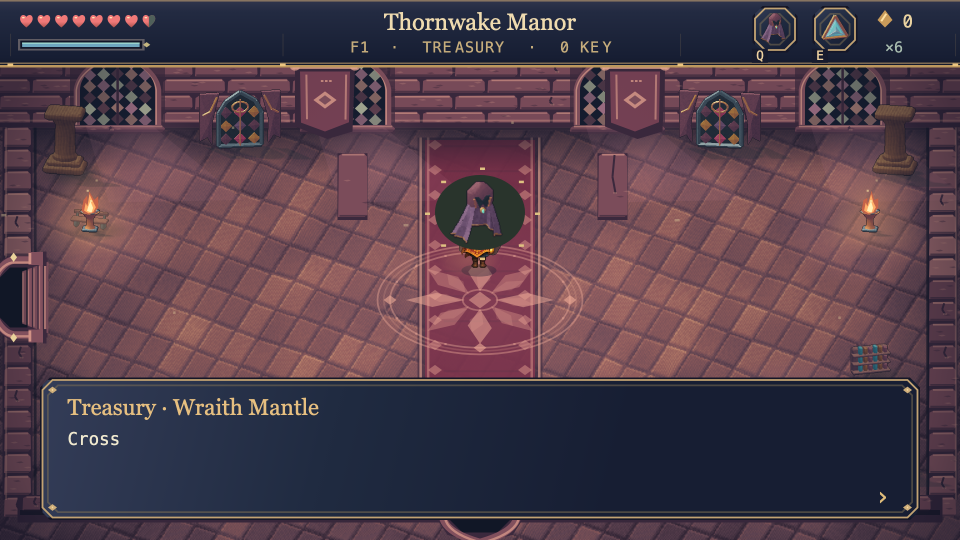 Thornwake Manor
F1 · TREASURY · 0 KEY
Q
E
0
×6
Treasury · Wraith Mantle
Cross